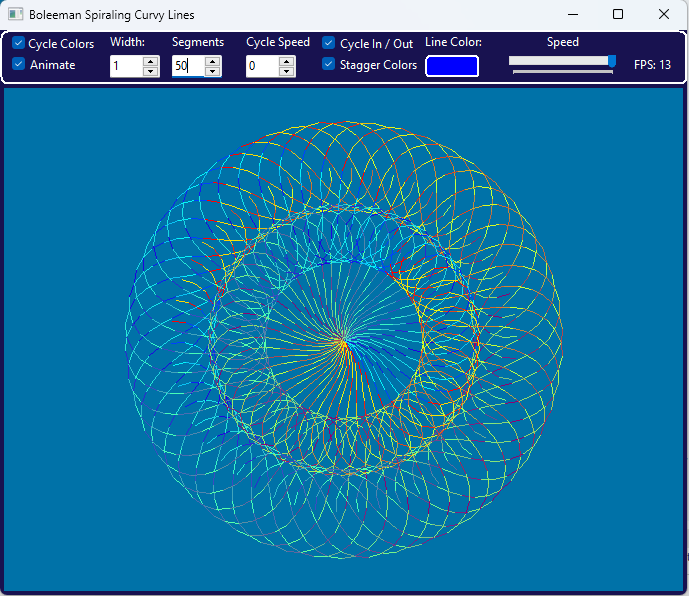 Boleeman Spiraling Curvy Lines
Cycle Colors Width: Segments Cycle Speed Cycle In / Out Line Color: Speed
Animate 1 50 0 Stagger Colors FPS: 13